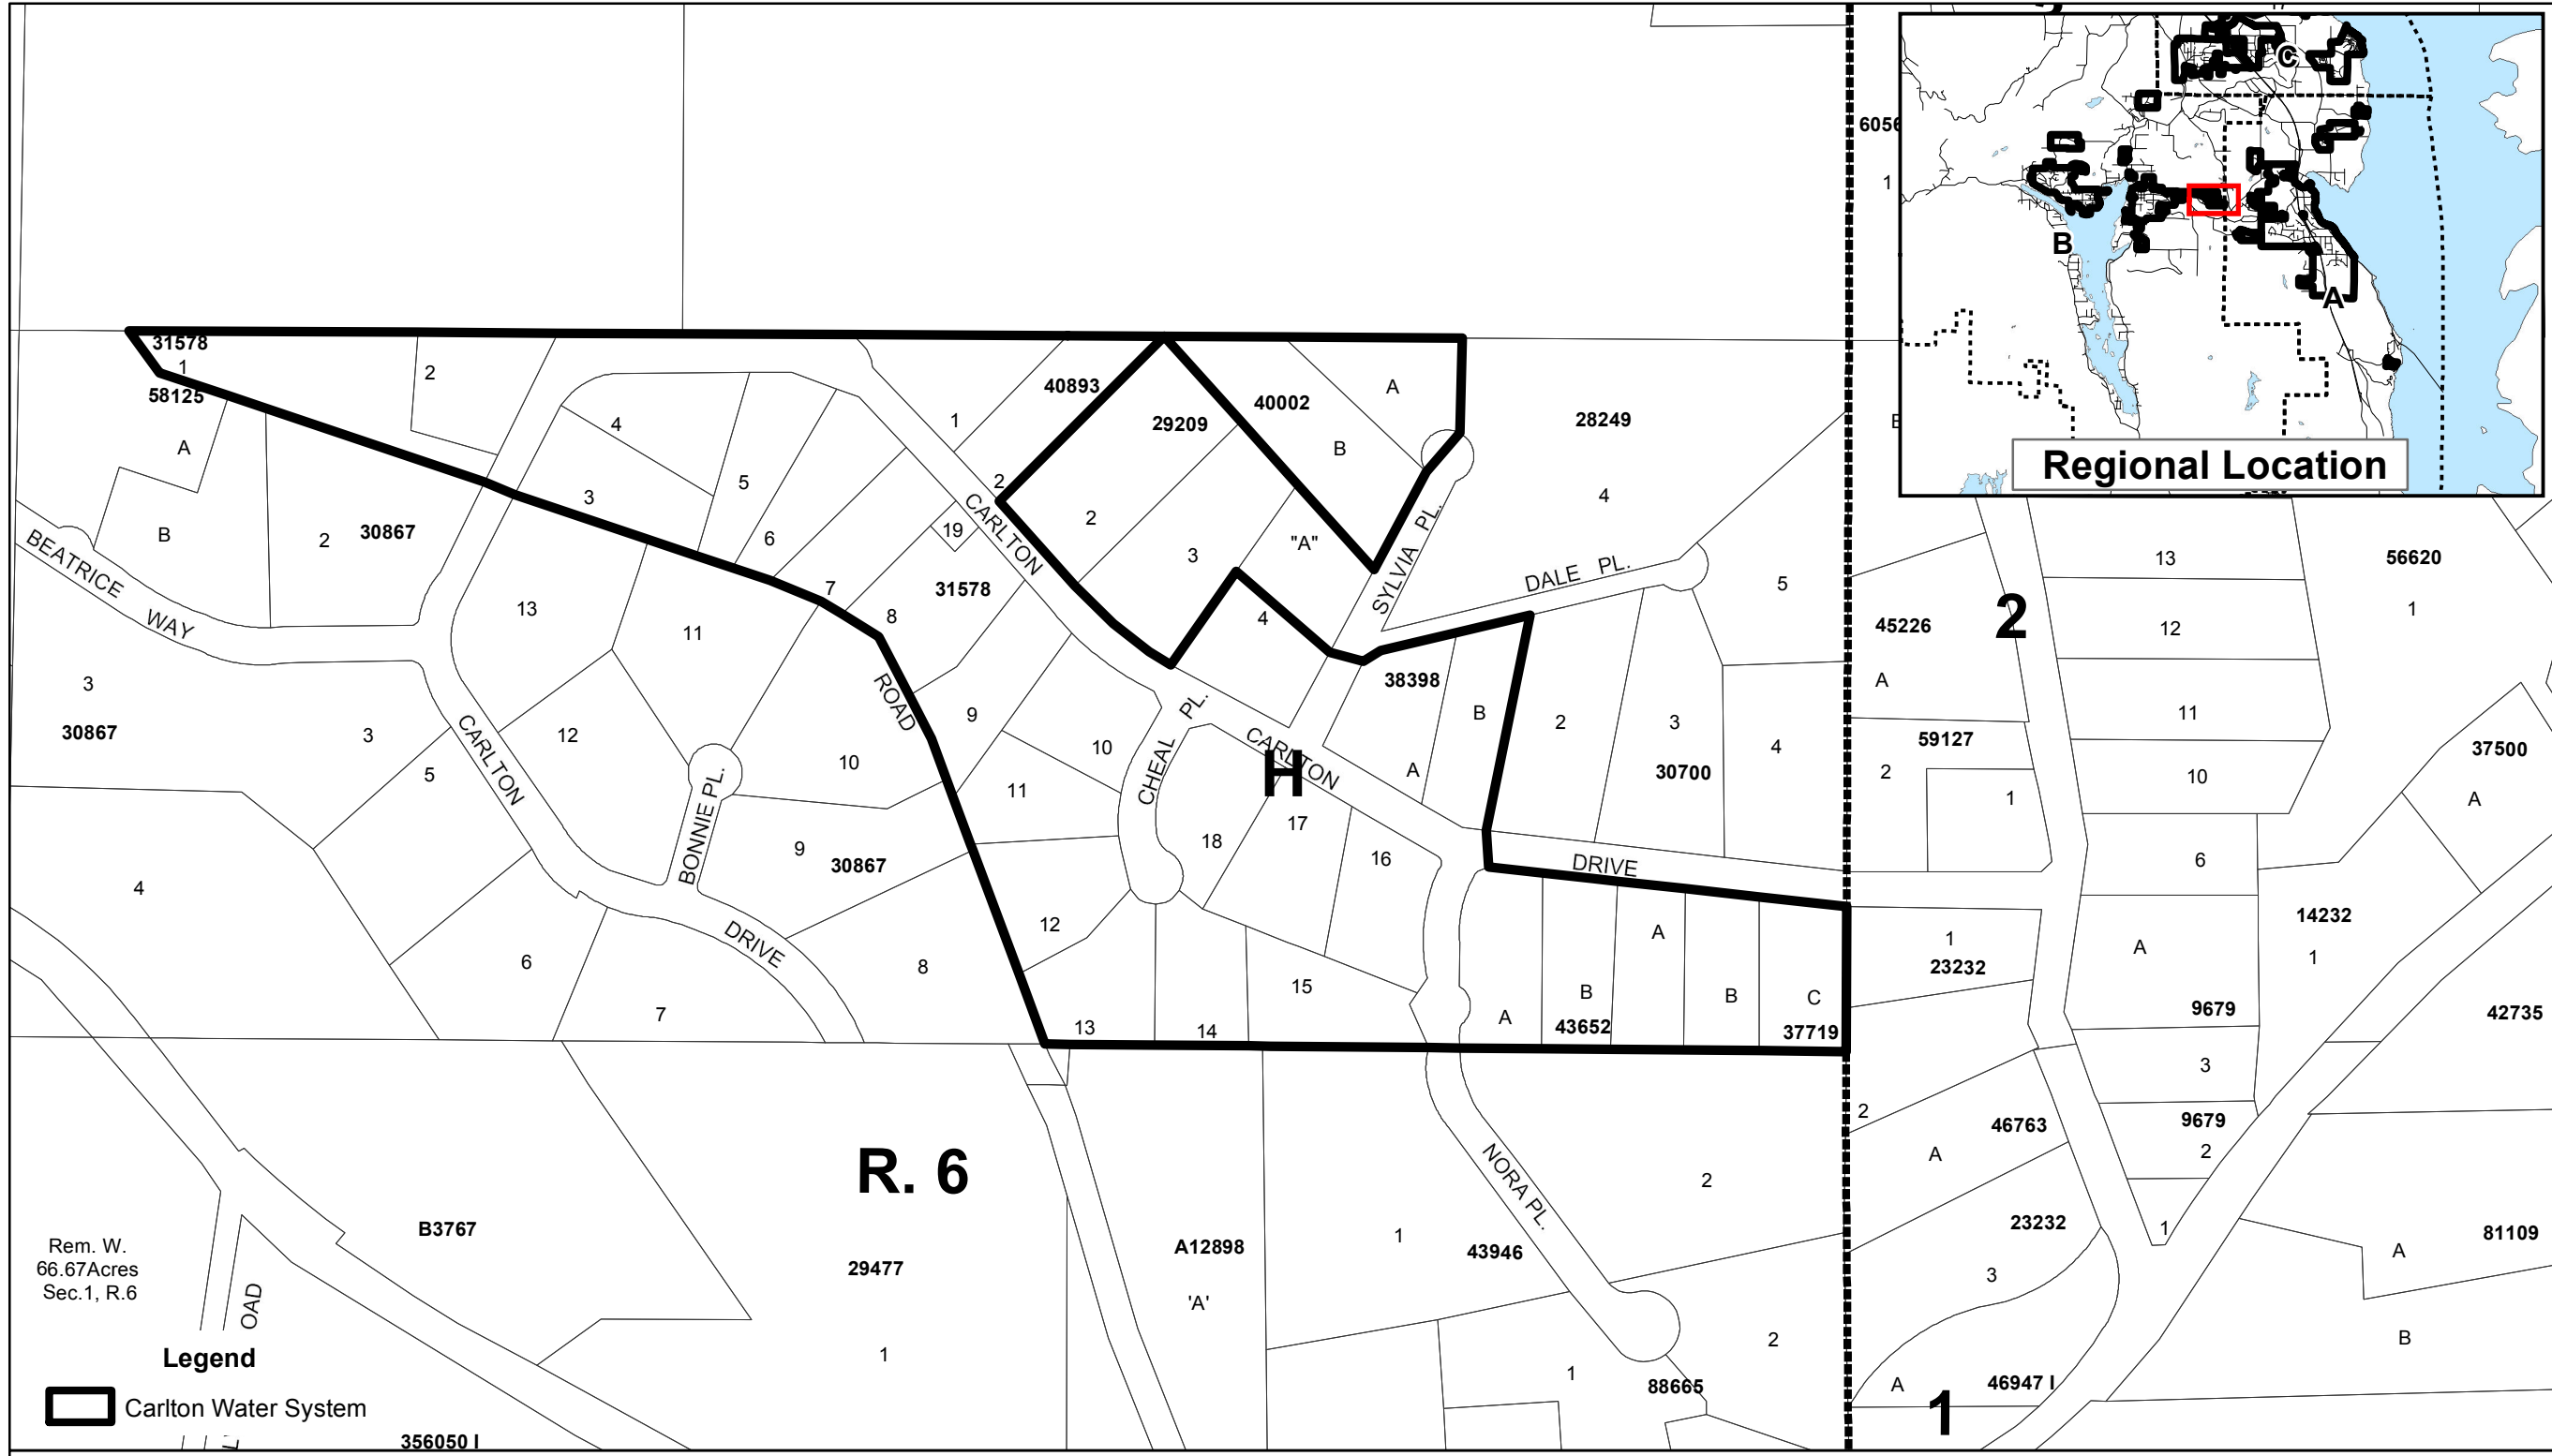 C
B
A
Regional Location
6056
1
31578
1
58125
2
A
B
2
30867
BEATRICE WAY
3
30867
4
3
5
6
7
13
11
12
CARLTON
BONNIE PL.
10
9
30867
8
DRIVE
4
3
5
6
7
8
19
31578
ROAD
9
10
11
12
13
14
15
16
17
18
1
2
40893
CARLTON
29209
2
3
"A"
4
40002
A
B
SYLVIA PL.
28249
4
DALE PL.
5
CHEAL PL.
H
CARLTON
38398
A
B
2
3
30700
4
DRIVE
A
B
43652
A
B
C
37719
45226
A
2
59127
2
1
13
12
11
10
6
56620
1
37500
A
1
23232
A
9679
14232
1
42735
3
9679
2
1
2
46763
A
23232
3
A
46947 I
1
81109
A
B
R. 6
B3767
29477
1
A12898
'A'
1
43946
NORA PL.
2
2
1
88665
Rem. W.
66.67Acres
Sec.1, R.6
OAD
Legend
Carlton Water System
356050 I